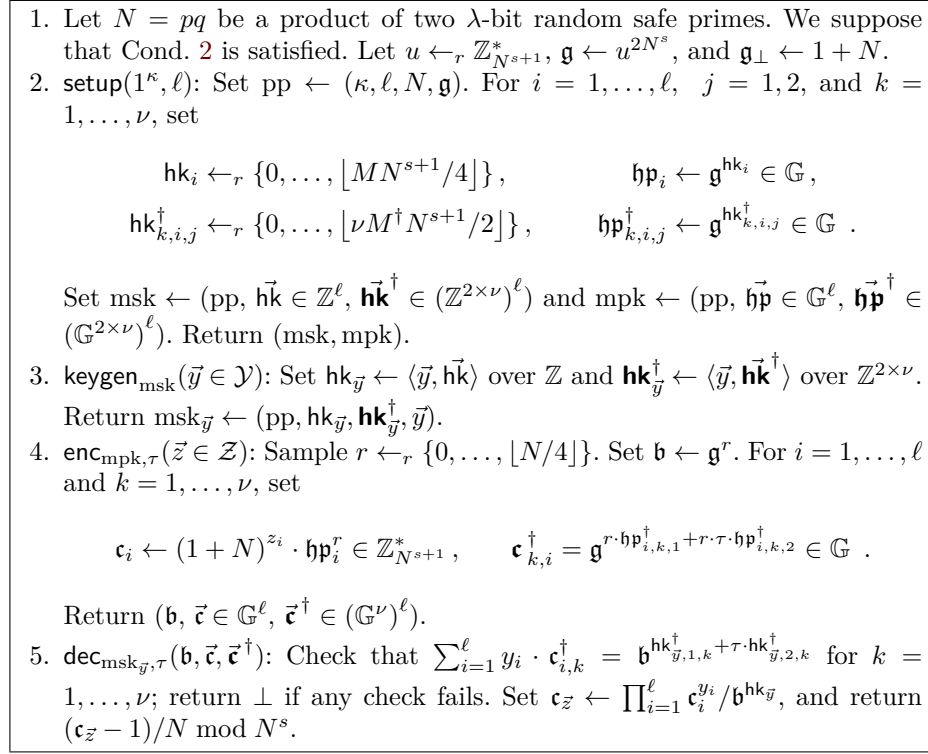 1. Let N = pq be a product of two λ-bit random safe primes. We suppose
that Cond. 2 is satisfied. Let u ←_r ℤ*_{N^{s+1}}, 𝔤 ← u^{2N^s}, and 𝔤_⊥ ← 1 + N.
2. setup(1^κ, ℓ): Set pp ← (κ, ℓ, N, 𝔤). For i = 1, . . . , ℓ, j = 1, 2, and k =
1, . . . , ν, set
hk_i ←_r {0, . . . , ⌊MN^{s+1}/4⌋} , 𝔥𝔭_i ← 𝔤^{hk_i} ∈ 𝔾 ,
hk†_{k,i,j} ←_r {0, . . . , ⌊νM†N^{s+1}/2⌋} , 𝔥𝔭†_{k,i,j} ← 𝔤^{hk†_{k,i,j}} ∈ 𝔾 .
Set msk ← (pp, \vec{hk} ∈ ℤ^ℓ, \vec{𝐡𝐤}† ∈ (ℤ^{2×ν})^ℓ) and mpk ← (pp, \vec{𝔥𝔭} ∈ 𝔾^ℓ, \vec{𝖍𝖕}† ∈
(𝔾^{2×ν})^ℓ). Return (msk, mpk).
3. keygen_{msk}(\vec{y} ∈ 𝒴): Set hk_{\vec{y}} ← ⟨\vec{y}, \vec{hk}⟩ over ℤ and 𝐡𝐤†_{\vec{y}} ← ⟨\vec{y}, \vec{𝐡𝐤}†⟩ over ℤ^{2×ν}.
Return msk_{\vec{y}} ← (pp, hk_{\vec{y}}, 𝐡𝐤†_{\vec{y}}, \vec{y}).
4. enc_{mpk,τ}(\vec{z} ∈ 𝒵): Sample r ←_r {0, . . . , ⌊N/4⌋}. Set 𝔟 ← 𝔤^r. For i = 1, . . . , ℓ
and k = 1, . . . , ν, set
𝔠_i ← (1 + N)^{z_i} · 𝔥𝔭_i^r ∈ ℤ*_{N^{s+1}} , 𝖈†_{k,i} = 𝔤^{r·𝔥𝔭†_{i,k,1}+r·τ·𝔥𝔭†_{i,k,2}} ∈ 𝔾 .
Return (𝔟, \vec{𝔠} ∈ 𝔾^ℓ, \vec{𝖈}† ∈ (𝔾^ν)^ℓ).
5. dec_{msk_{\vec{y}},τ}(𝔟, \vec{𝔠}, \vec{𝖈}†): Check that ∑_{i=1}^ℓ y_i · 𝔠†_{i,k} = 𝔟^{hk†_{\vec{y},1,k}+τ·hk†_{\vec{y},2,k}} for k =
1, . . . , ν; return ⊥ if any check fails. Set 𝔠_{\vec{z}} ← ∏_{i=1}^ℓ 𝔠_i^{y_i}/𝔟^{hk_{\vec{y}}}, and return
(𝔠_{\vec{z}} − 1)/N mod N^s.